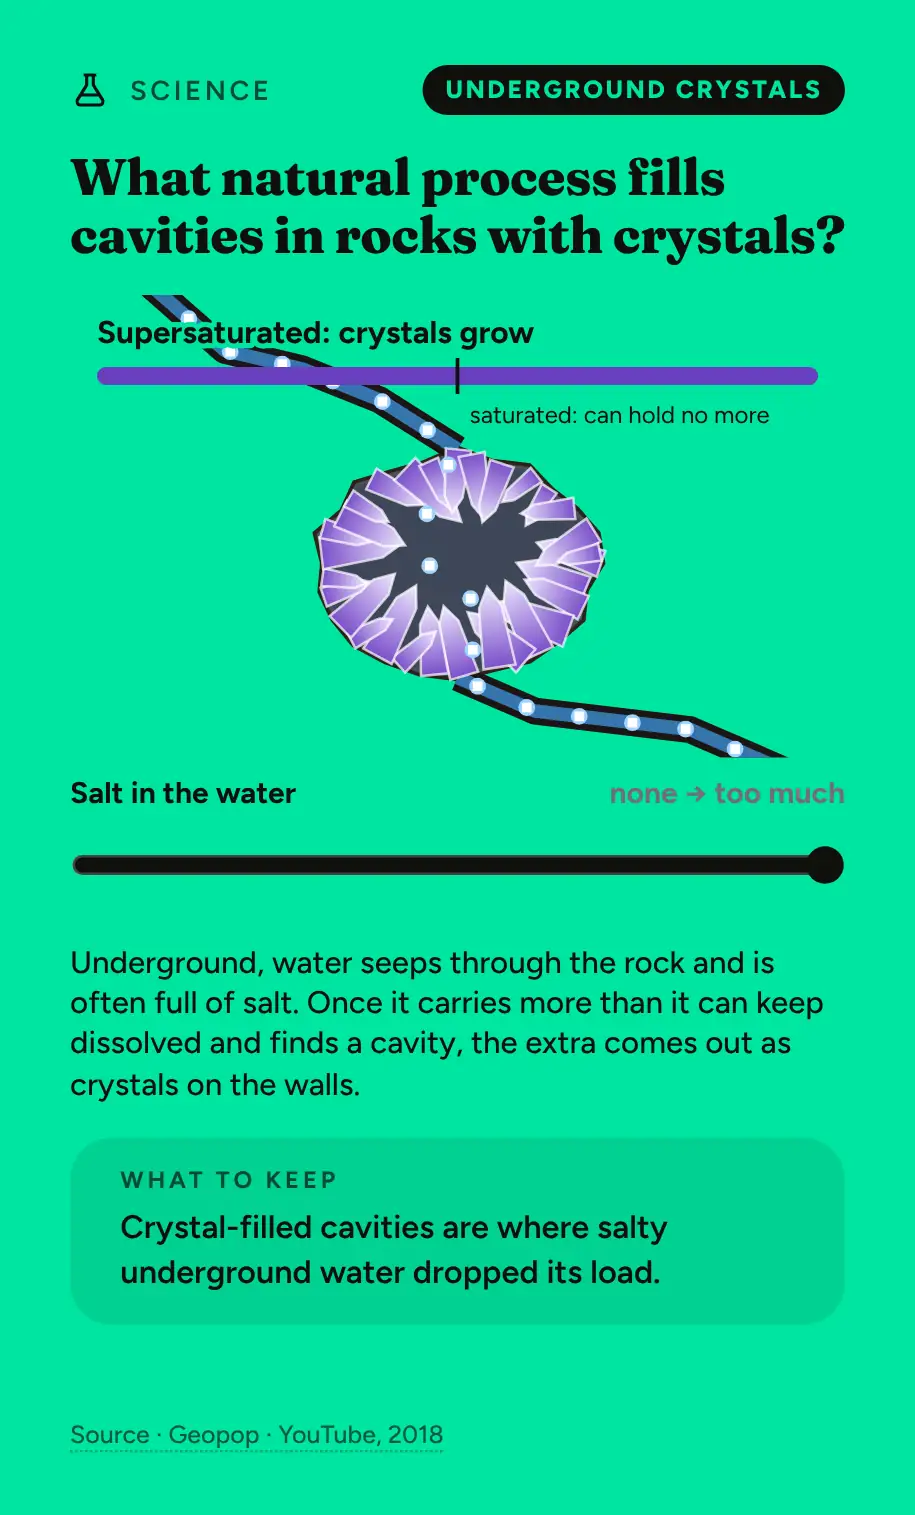 SCIENCE
UNDERGROUND CRYSTALS
What natural process fills
cavities in rocks with crystals?
Supersaturated: crystals grow
saturated: can hold no more
Salt in the water
none → too much
Underground, water seeps through the rock and is
often full of salt. Once it carries more than it can keep
dissolved and finds a cavity, the extra comes out as
crystals on the walls.
WHAT TO KEEP
Crystal-filled cavities are where salty
underground water dropped its load.
Source · Geopop · YouTube, 2018